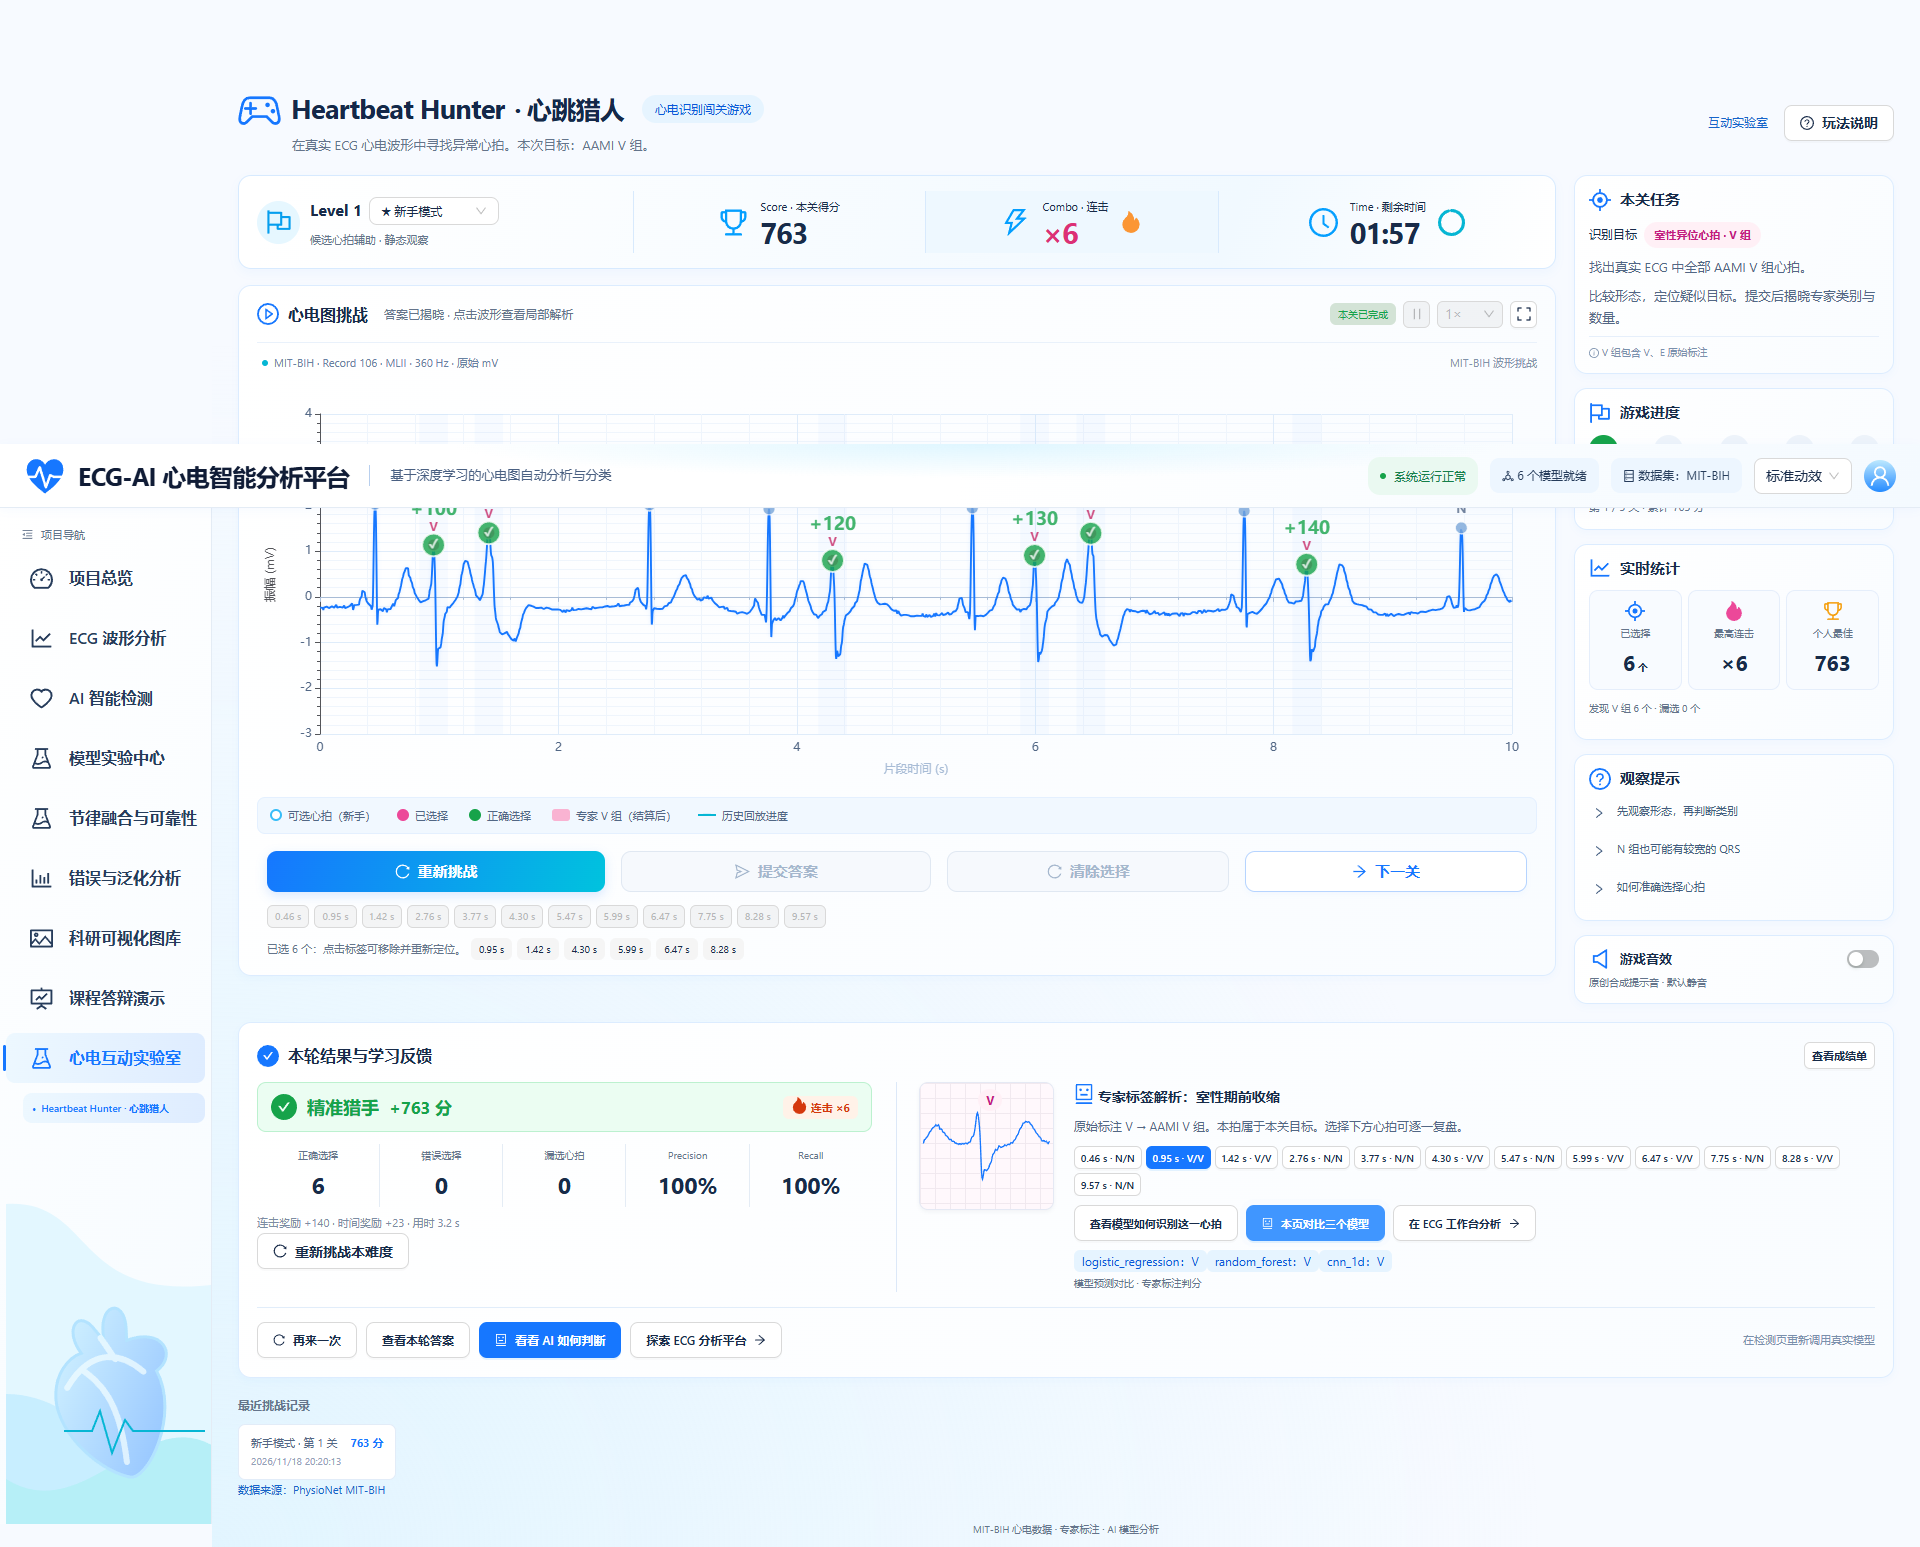 Heartbeat Hunter · 心跳猎人
心电识别闯关游戏
在真实 ECG 心电波形中寻找异常心拍。本次目标：AAMI V 组。
互动实验室
玩法说明
Level 1
★ 新手模式
候选心拍辅助 · 静态观察
Score · 本关得分
763
Combo · 连击
×6
Time · 剩余时间
01:57
心电图挑战
答案已揭晓 · 点击波形查看局部解析
本关已完成
1×
MIT-BIH · Record 106 · MLII · 360 Hz · 原始 mV
MIT-BIH 波形挑战
4
本关任务
识别目标
室性异位心拍 · V 组
找出真实 ECG 中全部 AAMI V 组心拍。
比较形态，定位疑似目标。提交后揭晓专家类别与
数量。
V 组包含 V、E 原始标注
游戏进度
ECG-AI 心电智能分析平台
基于深度学习的心电图自动分析与分类
系统运行正常
6 个模型就绪
数据集：MIT-BIH
标准动效
项目导航
项目总览
ECG 波形分析
AI 智能检测
模型实验中心
节律融合与可靠性
错误与泛化分析
科研可视化图库
课程答辩演示
心电互动实验室
Heartbeat Hunter · 心跳猎人
振幅 (mV)
2
1
0
-1
-2
-3
+100
V
V
+120
V
+130
V
V
+140
V
N
0
2
4
6
8
10
片段时间 (s)
可选心拍（新手）
已选择
正确选择
专家 V 组（结算后）
历史回放进度
重新挑战
提交答案
清除选择
下一关
0.46 s
0.95 s
1.42 s
2.76 s
3.77 s
4.30 s
5.47 s
5.99 s
6.47 s
7.75 s
8.28 s
9.57 s
已选 6 个：点击标签可移除并重新定位。
0.95 s
1.42 s
4.30 s
5.99 s
6.47 s
8.28 s
实时统计
已选择
6 个
最高连击
×6
个人最佳
763
发现 V 组 6 个 · 漏选 0 个
观察提示
先观察形态，再判断类别
N 组也可能有较宽的 QRS
如何准确选择心拍
游戏音效
原创合成提示音 · 默认静音
本轮结果与学习反馈
查看成绩单
精准猎手
+763 分
连击 ×6
正确选择
6
错误选择
0
漏选心拍
0
Precision
100%
Recall
100%
连击奖励 +140 · 时间奖励 +23 · 用时 3.2 s
重新挑战本难度
V
专家标签解析：室性期前收缩
原始标注 V → AAMI V 组。本拍属于本关目标。选择下方心拍可逐一复盘。
0.46 s · N/N
0.95 s · V/V
1.42 s · V/V
2.76 s · N/N
3.77 s · N/N
4.30 s · V/V
5.47 s · N/N
5.99 s · V/V
6.47 s · V/V
7.75 s · N/N
8.28 s · V/V
9.57 s · N/N
查看模型如何识别这一心拍
本页对比三个模型
在 ECG 工作台分析
logistic_regression：V
random_forest：V
cnn_1d：V
模型预测对比 · 专家标注判分
再来一次
查看本轮答案
看看 AI 如何判断
探索 ECG 分析平台
在检测页重新调用真实模型
最近挑战记录
新手模式 · 第 1 关
763 分
2026/11/18 20:20:13
数据来源：PhysioNet MIT-BIH
MIT-BIH 心电数据 · 专家标注 · AI 模型分析